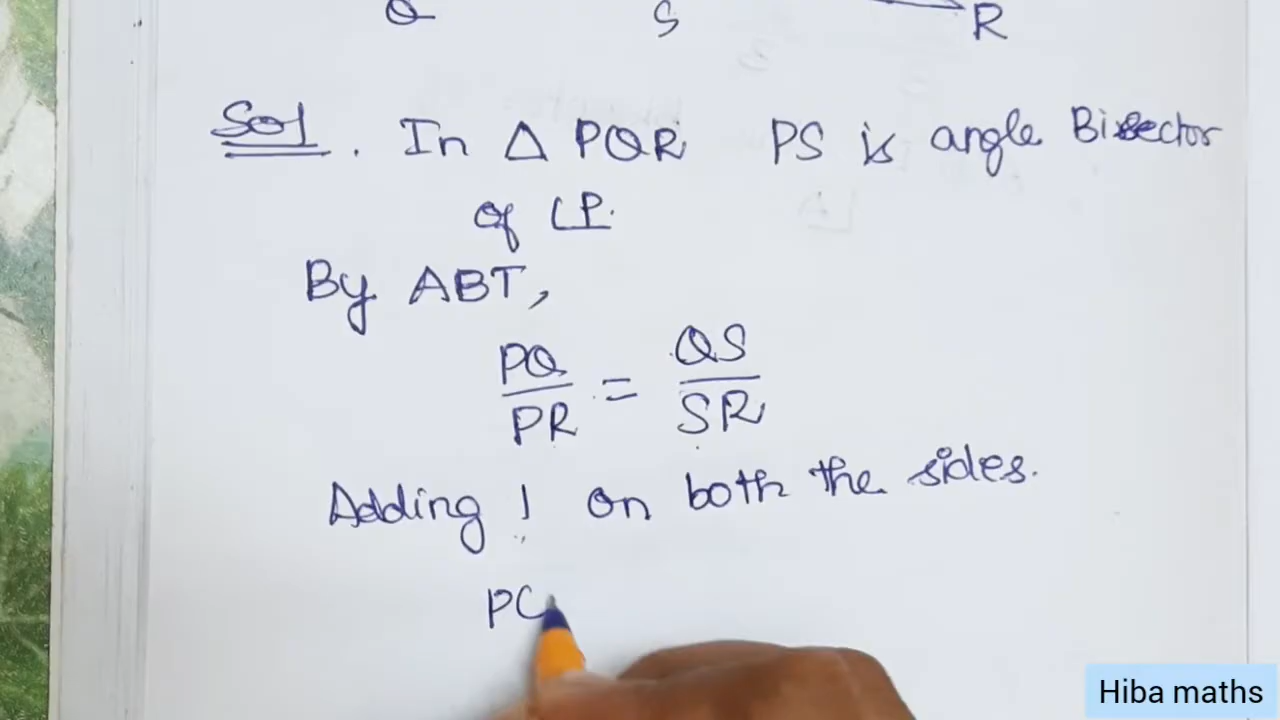 Q S R
Sol. In △ PQR PS is angle Bisector
of ∠P.
By ABT,
PQ/PR = QS/SR
Adding 1 on both the sides.
PQ
Hiba maths